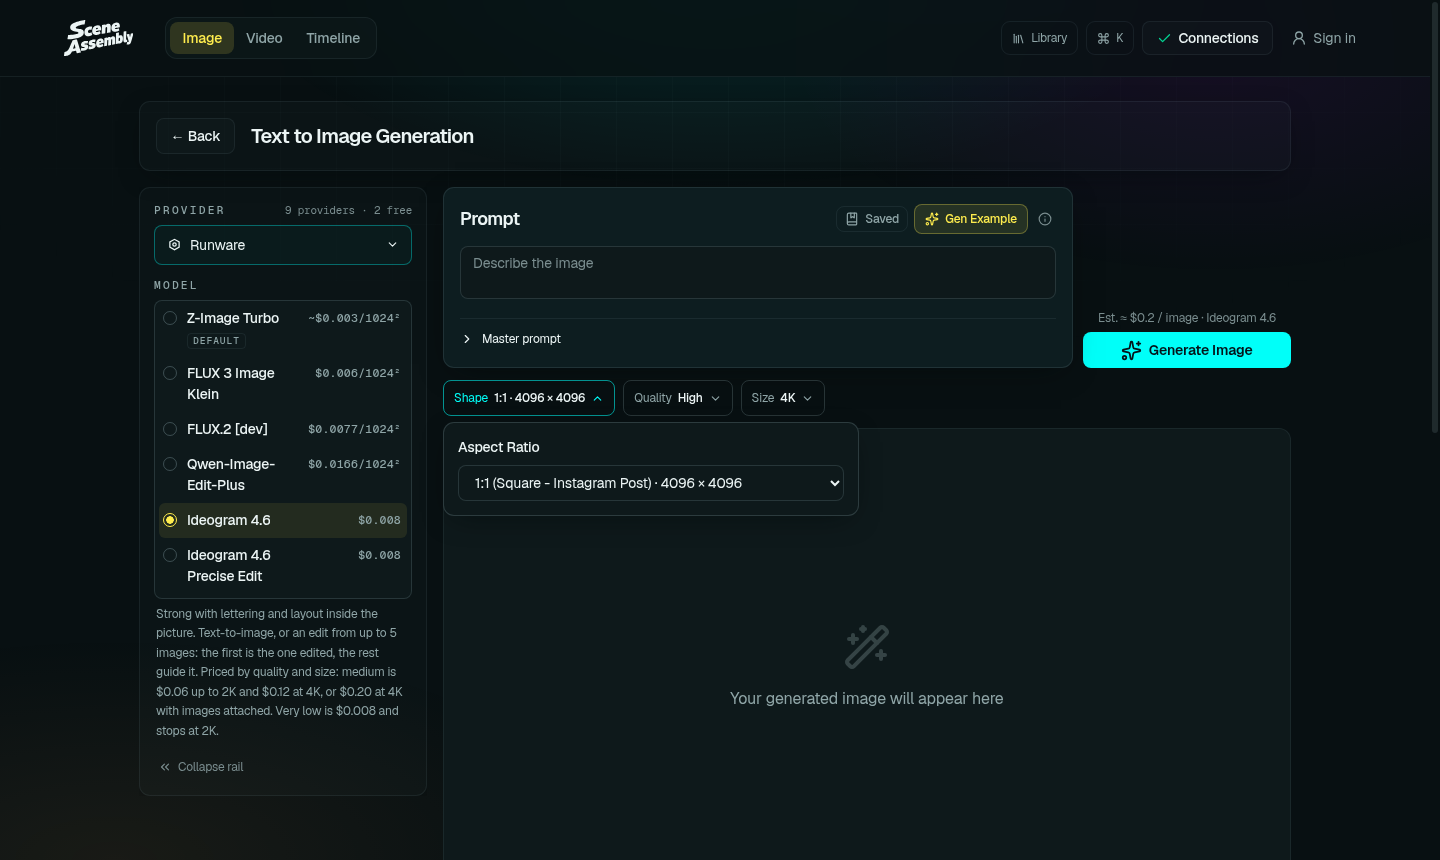 Scene Assembly
Image Video Timeline
Library
⌘ K
Connections
Sign in
← Back
Text to Image Generation
PROVIDER
9 providers · 2 free
Runware
MODEL
Z-Image Turbo ~$0.003/1024²
DEFAULT
FLUX 3 Image $0.006/1024²
Klein
FLUX.2 [dev] $0.0077/1024²
Qwen-Image- $0.0166/1024²
Edit-Plus
Ideogram 4.6 $0.008
Ideogram 4.6 $0.008
Precise Edit
Strong with lettering and layout inside the
picture. Text-to-image, or an edit from up to 5
images: the first is the one edited, the rest
guide it. Priced by quality and size: medium is
$0.06 up to 2K and $0.12 at 4K, or $0.20 at 4K
with images attached. Very low is $0.008 and
stops at 2K.
« Collapse rail
Prompt
Saved
Gen Example
Describe the image
Master prompt
Est. ≈ $0.2 / image · Ideogram 4.6
Generate Image
Shape 1:1 · 4096 × 4096
Quality High
Size 4K
Aspect Ratio
1:1 (Square - Instagram Post) · 4096 × 4096
Your generated image will appear here